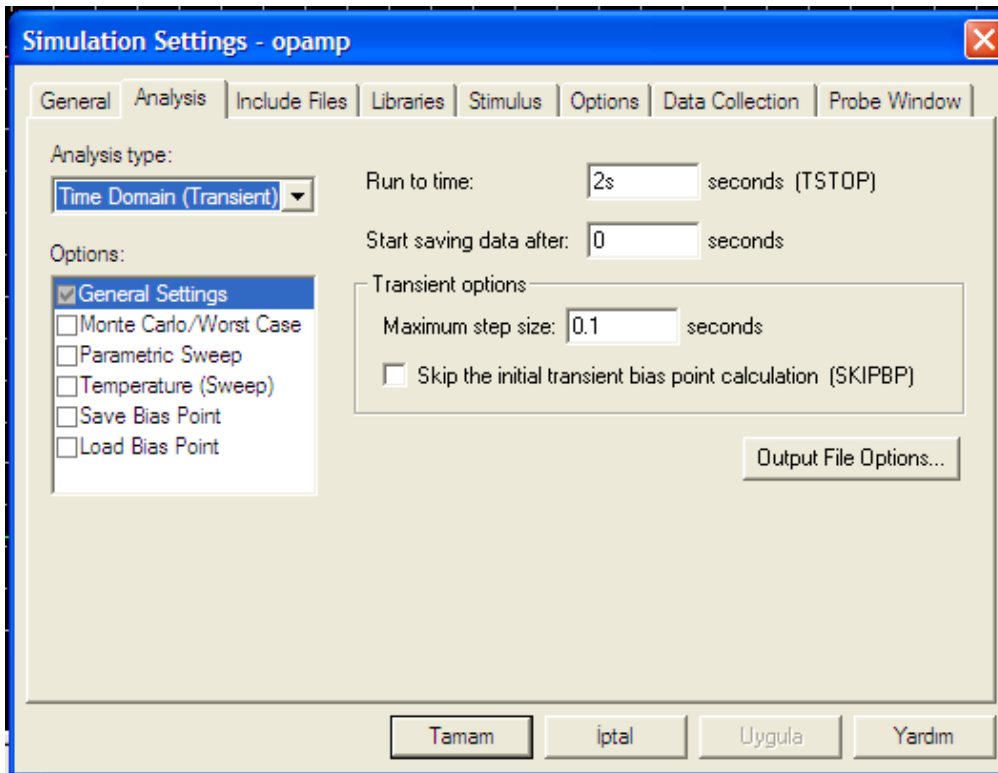 Simulation Settings - opamp
General Analysis Include Files Libraries Stimulus Options Data Collection Probe Window
Analysis type:
Time Domain (Transient)
Run to time: 2s seconds (TSTOP)
Start saving data after: 0 seconds
Options:
General Settings
Monte Carlo/Worst Case
Parametric Sweep
Temperature (Sweep)
Save Bias Point
Load Bias Point
Transient options
Maximum step size: 0.1 seconds
Skip the initial transient bias point calculation (SKIPBP)
Output File Options...
Tamam İptal Uygula Yardım